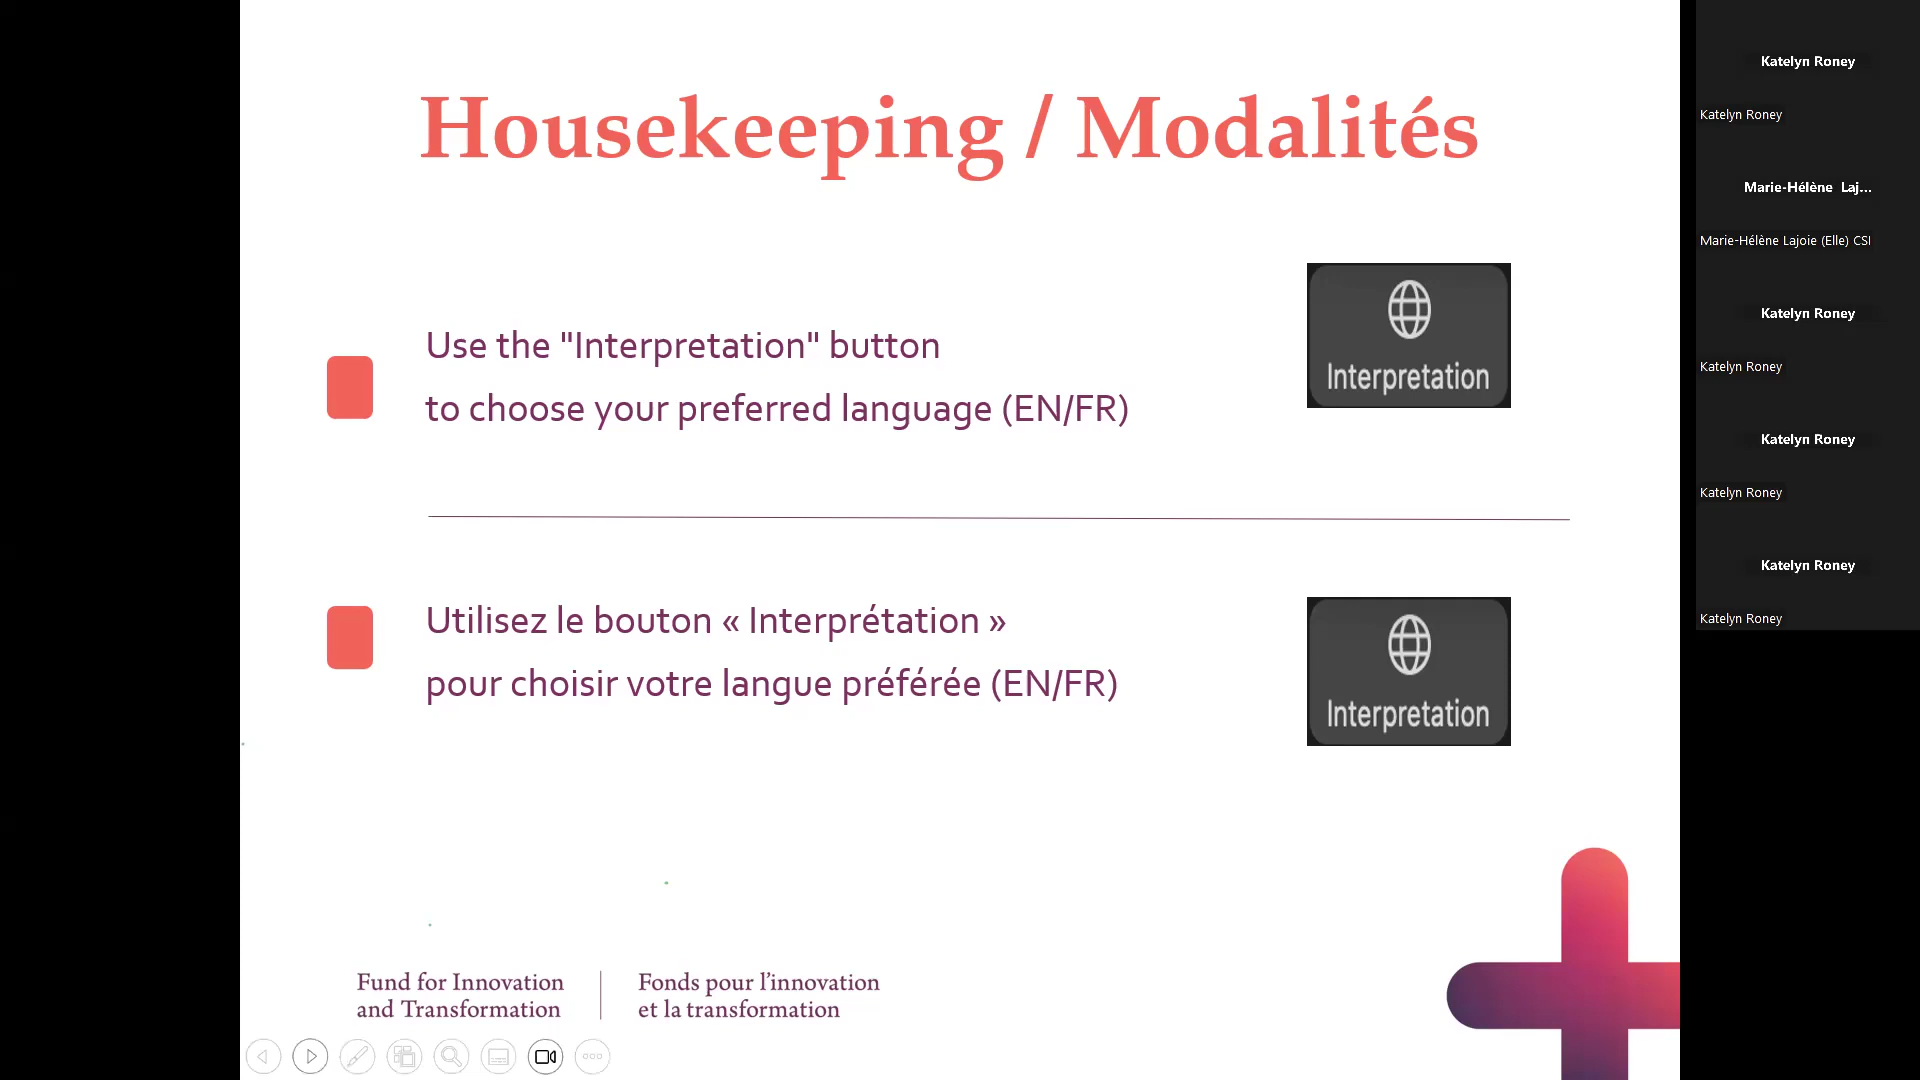 Housekeeping / Modalités
Use the "Interpretation" button
to choose your preferred language (EN/FR)
Interpretation
Utilisez le bouton « Interprétation »
pour choisir votre langue préférée (EN/FR)
Interpretation
Fund for Innovation
and Transformation
Fonds pour l'innovation
et la transformation
Katelyn Roney
Katelyn Roney
Marie-Hélène Laj...
Marie-Hélène Lajoie (Elle) CSI
Katelyn Roney
Katelyn Roney
Katelyn Roney
Katelyn Roney
Katelyn Roney
Katelyn Roney